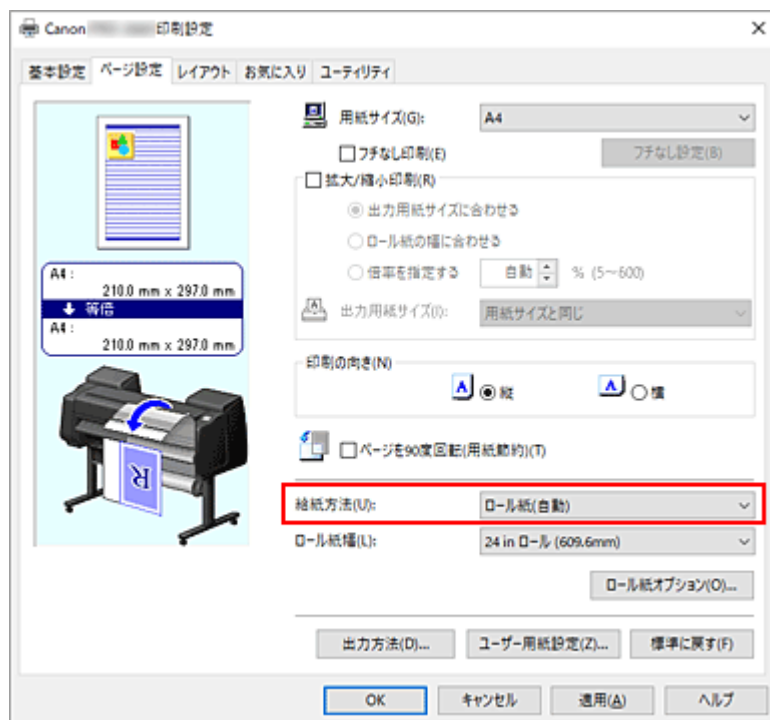 Canon 印刷設定
基本設定 ページ設定 レイアウト お気に入り ユーティリティ
用紙サイズ(G): A4
フチなし印刷(E) フチなし設定(B)
拡大/縮小印刷(R)
出力用紙サイズに合わせる
ロール紙の幅に合わせる
倍率を指定する 自動 % (5～600)
出力用紙サイズ(I): 用紙サイズと同じ
A4 :
210.0 mm x 297.0 mm
等倍
A4 :
210.0 mm x 297.0 mm
印刷の向き(N)
A 縦 A 横
R
ページを90度回転(用紙節約)(T)
給紙方法(U): ロール紙(自動)
ロール紙幅(L): 24 in ロール (609.6mm)
ロール紙オプション(O)...
出力方法(D)... ユーザー用紙設定(Z)... 標準に戻す(F)
OK キャンセル 適用(A) ヘルプ